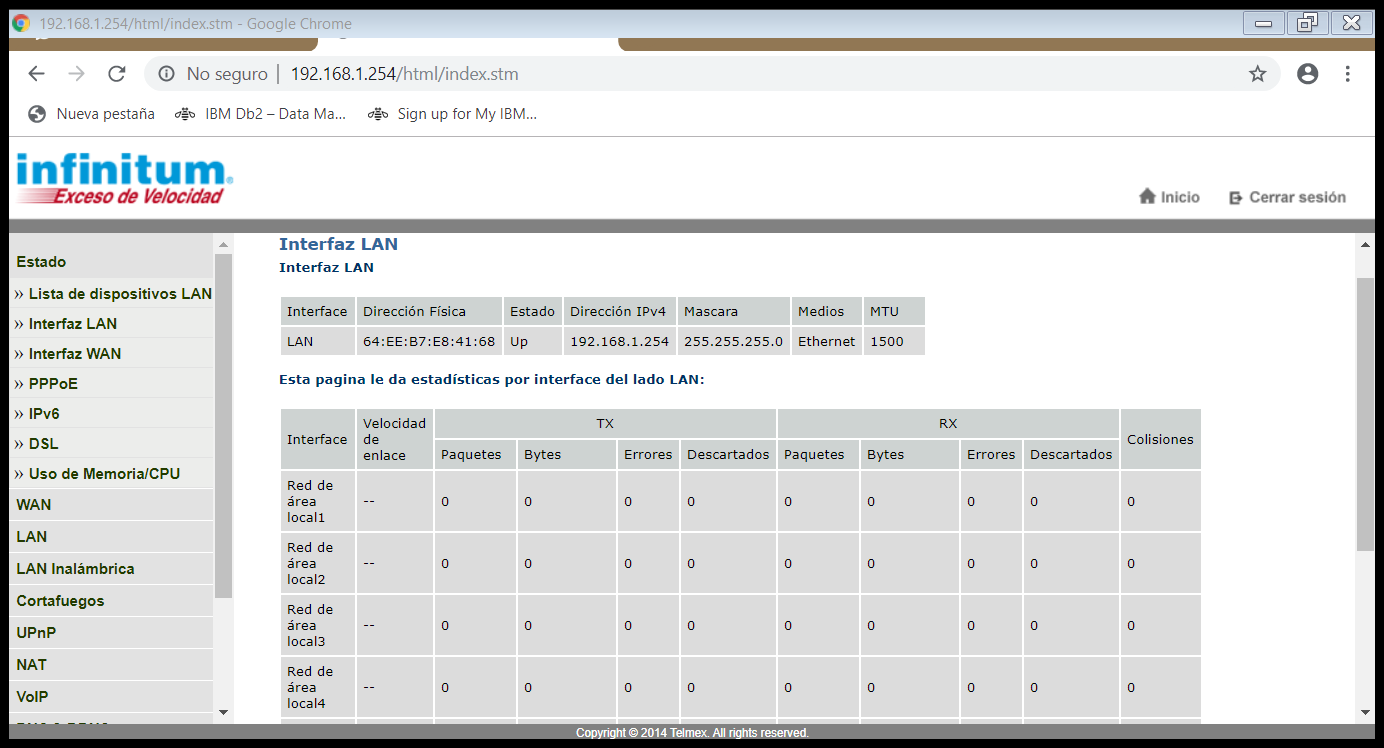 192.168.1.254/html/index.stm - Google Chrome
No seguro | 192.168.1.254/html/index.stm
Nueva pestaña IBM Db2 – Data Ma... Sign up for My IBM...
infinitum®
Exceso de Velocidad
Inicio Cerrar sesión
Estado
» Lista de dispositivos LAN
» Interfaz LAN
» Interfaz WAN
» PPPoE
» IPv6
» DSL
» Uso de Memoria/CPU
WAN
LAN
LAN Inalámbrica
Cortafuegos
UPnP
NAT
VoIP
Interfaz LAN
Interfaz LAN
Interface Dirección Física Estado Dirección IPv4 Mascara Medios MTU
LAN 64:EE:B7:E8:41:68 Up 192.168.1.254 255.255.255.0 Ethernet 1500
Esta pagina le da estadísticas por interface del lado LAN:
Interface Velocidad de enlace TX RX Colisiones
Paquetes Bytes Errores Descartados Paquetes Bytes Errores Descartados
Red de área local1 -- 0 0 0 0 0 0 0 0 0
Red de área local2 -- 0 0 0 0 0 0 0 0 0
Red de área local3 -- 0 0 0 0 0 0 0 0 0
Red de área local4 -- 0 0 0 0 0 0 0 0 0
Copyright © 2014 Telmex. All rights reserved.